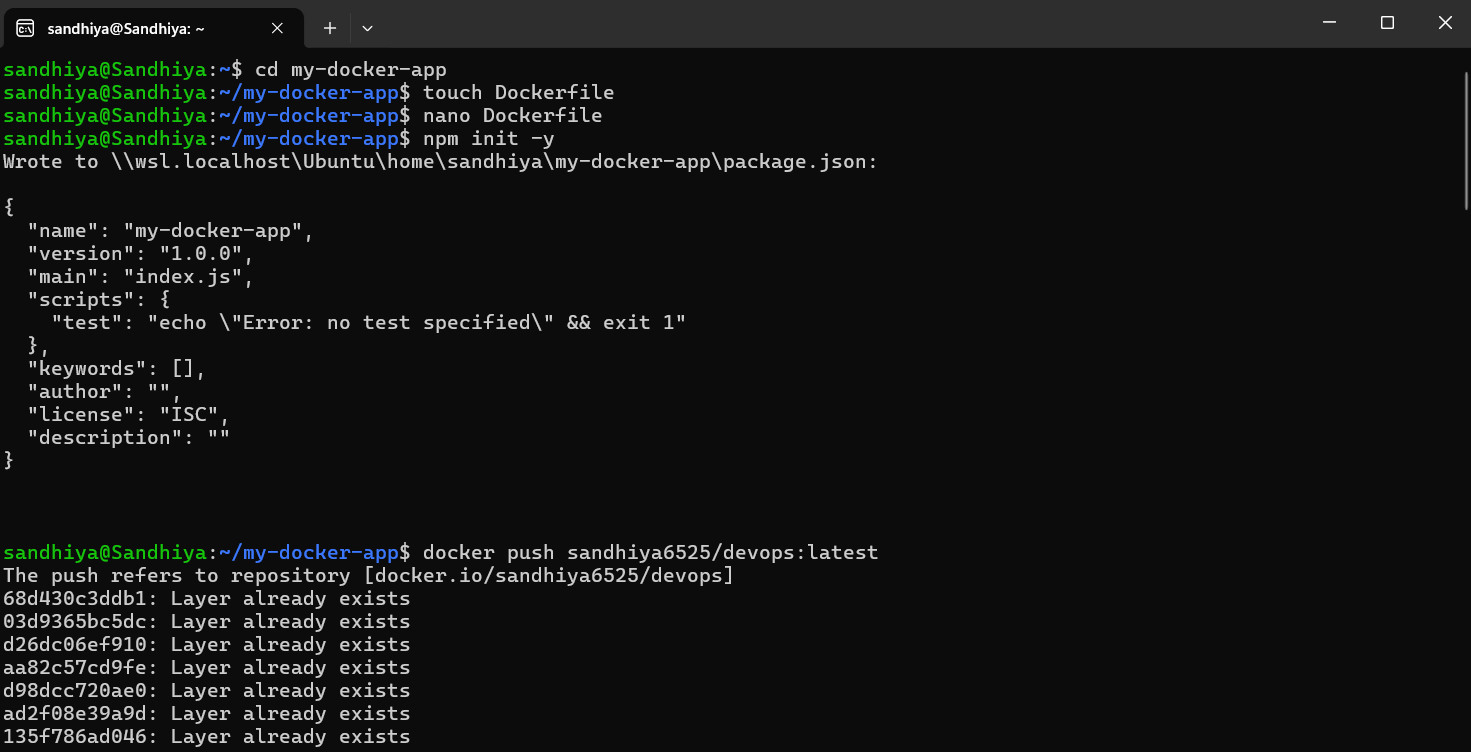 sandhiya@Sandhiya: ~
sandhiya@Sandhiya:~$ cd my-docker-app
sandhiya@Sandhiya:~/my-docker-app$ touch Dockerfile
sandhiya@Sandhiya:~/my-docker-app$ nano Dockerfile
sandhiya@Sandhiya:~/my-docker-app$ npm init -y
Wrote to \\wsl.localhost\Ubuntu\home\sandhiya\my-docker-app\package.json:
{
  "name": "my-docker-app",
  "version": "1.0.0",
  "main": "index.js",
  "scripts": {
    "test": "echo \"Error: no test specified\" && exit 1"
  },
  "keywords": [],
  "author": "",
  "license": "ISC",
  "description": ""
}
sandhiya@Sandhiya:~/my-docker-app$ docker push sandhiya6525/devops:latest
The push refers to repository [docker.io/sandhiya6525/devops]
68d430c3ddb1: Layer already exists
03d9365bc5dc: Layer already exists
d26dc06ef910: Layer already exists
aa82c57cd9fe: Layer already exists
d98dcc720ae0: Layer already exists
ad2f08e39a9d: Layer already exists
135f786ad046: Layer already exists